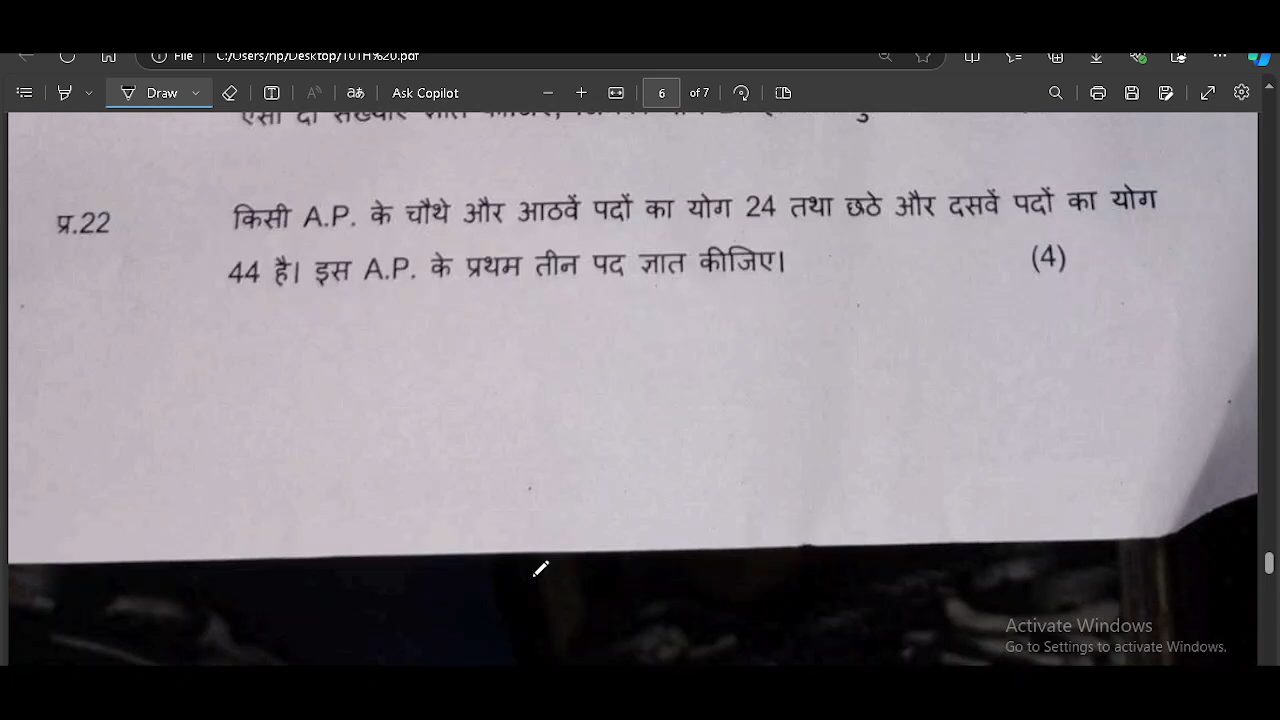 File C:/Users/np/Desktop/10TH%20.pdf
Draw Ask Copilot 6 of 7
प्र.22 किसी A.P. के चौथे और आठवें पदों का योग 24 तथा छठे और दसवें पदों का योग
44 है। इस A.P. के प्रथम तीन पद ज्ञात कीजिए। (4)
Activate Windows
Go to Settings to activate Windows.